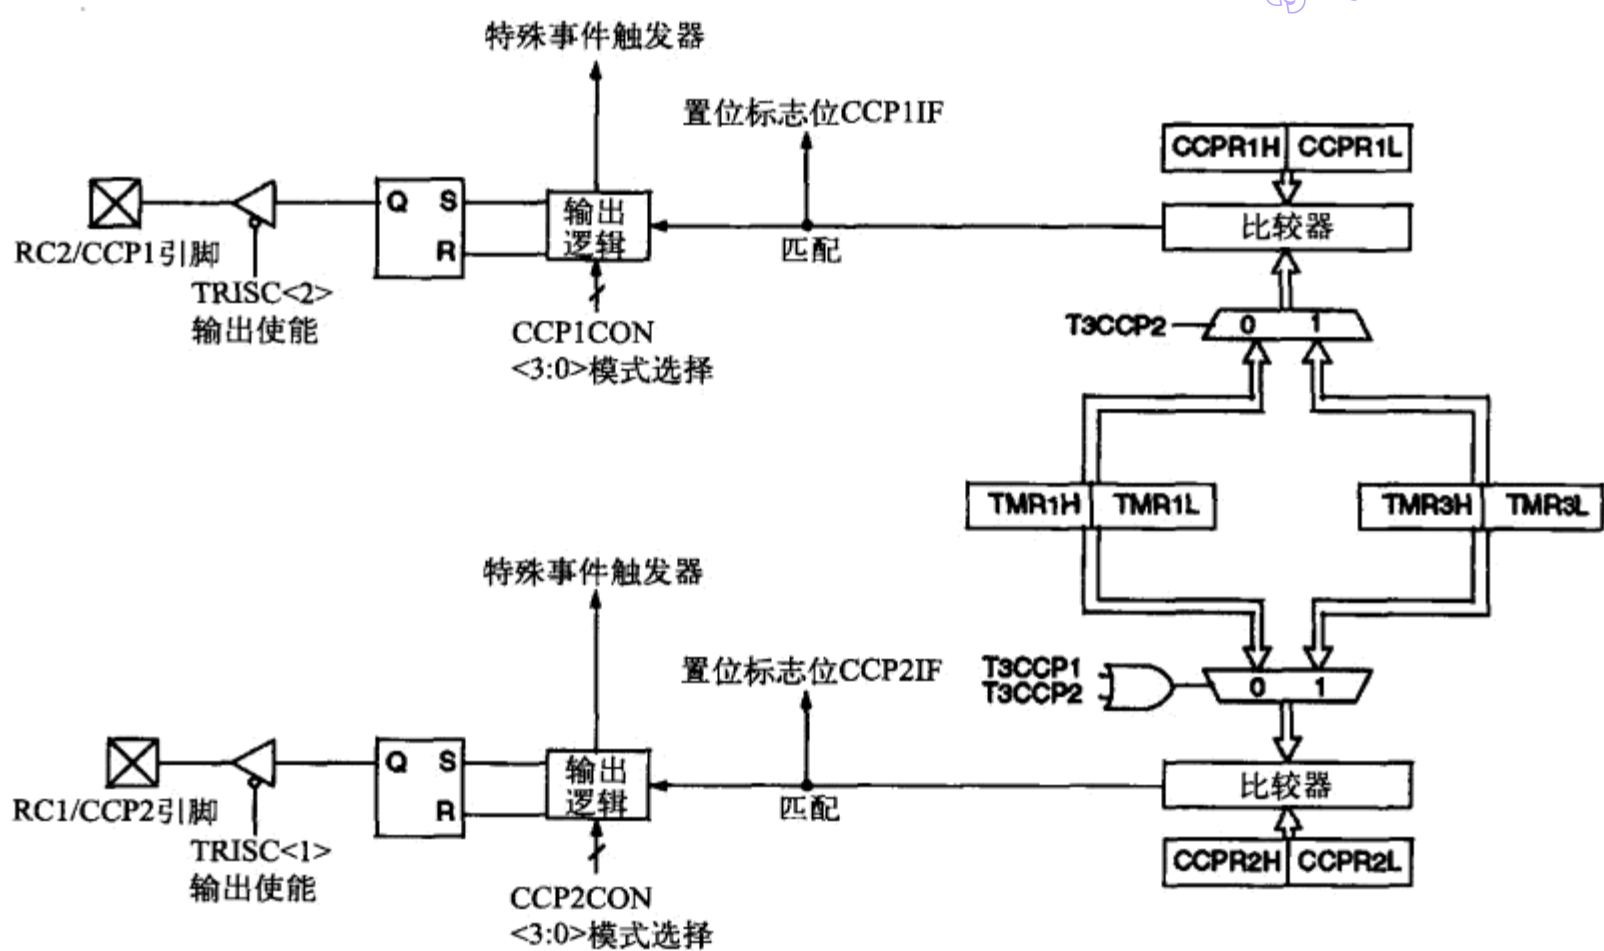 特殊事件触发器
置位标志位CCP1IF
CCPR1H CCPR1L
Q S
R
输出
逻辑
比较器
匹配
RC2/CCP1引脚
TRISC<2>
输出使能
CCP1CON
<3:0>模式选择
T3CCP2
0 1
TMR1H TMR1L
TMR3H TMR3L
特殊事件触发器
置位标志位CCP2IF
T3CCP1
T3CCP2
0 1
Q S
R
输出
逻辑
比较器
匹配
RC1/CCP2引脚
TRISC<1>
输出使能
CCPR2H CCPR2L
CCP2CON
<3:0>模式选择